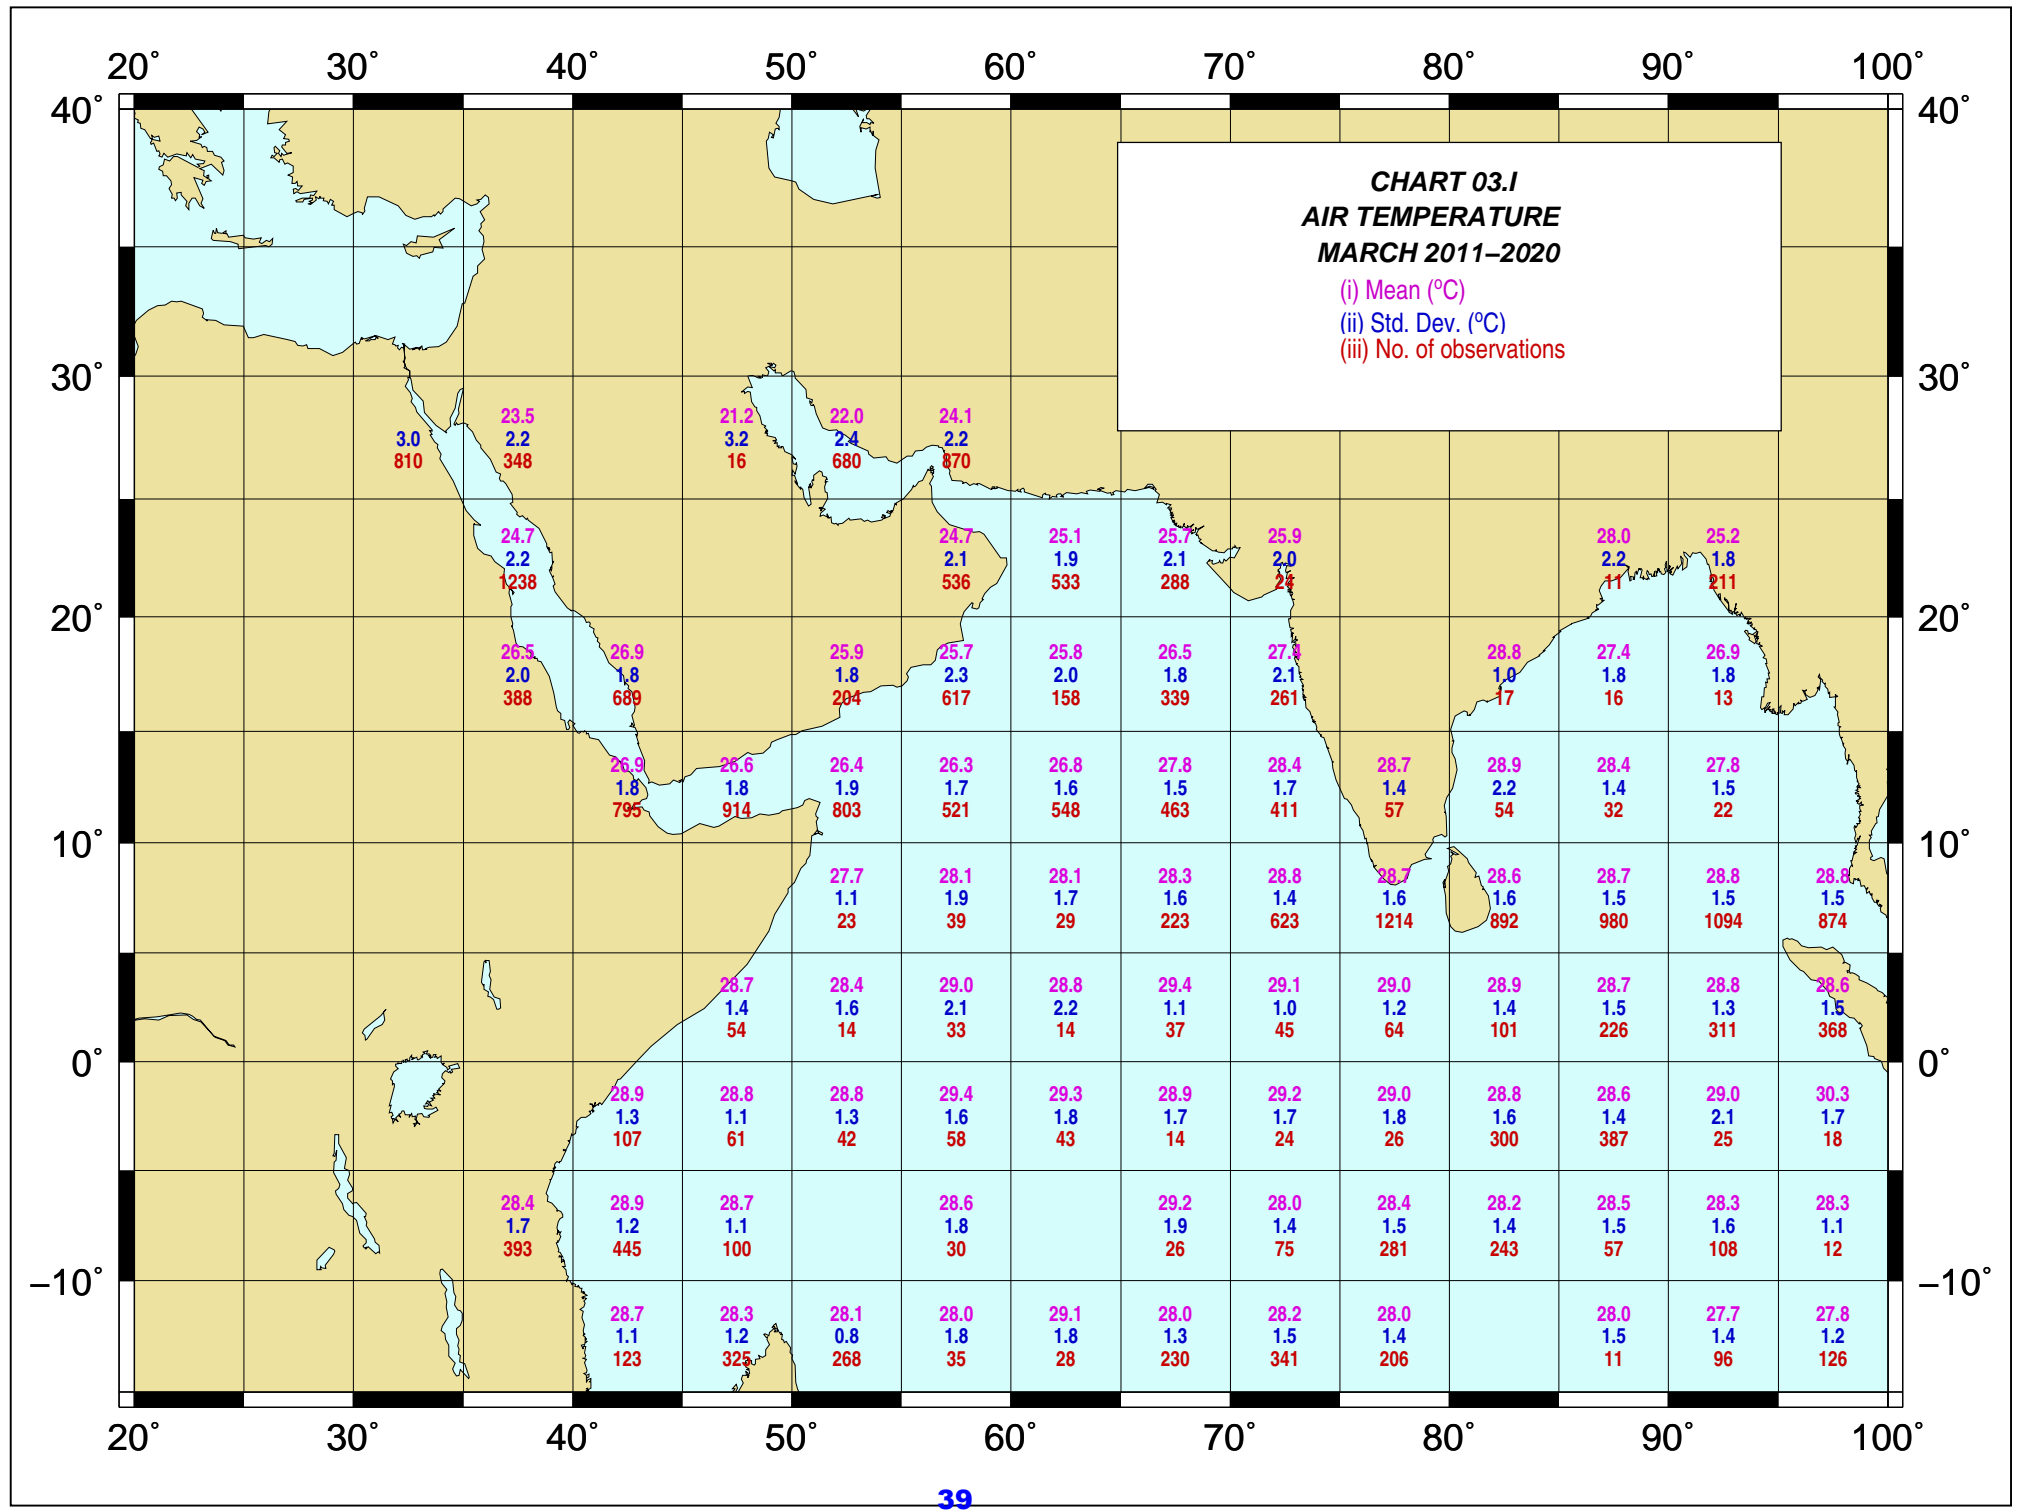 20° 30° 40° 50° 60° 70° 80° 90° 100°
40° 40°
CHART 03.I
AIR TEMPERATURE
MARCH 2011–2020
(i) Mean (ºC)
(ii) Std. Dev. (ºC)
(iii) No. of observations
30° 30°
23.5 21.2 22.0 24.1
3.0 2.2 3.2 2.4 2.2
810 348 16 680 870
24.7 24.7 25.1 25.7 25.9 28.0 25.2
2.2 2.1 1.9 2.1 2.0 2.2 1.8
1238 536 533 288 24 11 211
20° 20°
26.5 26.9 25.9 25.7 25.8 26.5 27.4 28.8 27.4 26.9
2.0 1.8 1.8 2.3 2.0 1.8 2.1 1.0 1.8 1.8
388 689 204 617 158 339 261 17 16 13
26.9 26.6 26.4 26.3 26.8 27.8 28.4 28.7 28.9 28.4 27.8
1.8 1.8 1.9 1.7 1.6 1.5 1.7 1.4 2.2 1.4 1.5
795 914 803 521 548 463 411 57 54 32 22
10° 10°
27.7 28.1 28.1 28.3 28.8 28.7 28.6 28.7 28.8 28.8
1.1 1.9 1.7 1.6 1.4 1.6 1.6 1.5 1.5 1.5
23 39 29 223 623 1214 892 980 1094 874
28.7 28.4 29.0 28.8 29.4 29.1 29.0 28.9 28.7 28.8 28.6
1.4 1.6 2.1 2.2 1.1 1.0 1.2 1.4 1.5 1.3 1.5
54 14 33 14 37 45 64 101 226 311 368
0° 0°
28.9 28.8 28.8 29.4 29.3 28.9 29.2 29.0 28.8 28.6 29.0 30.3
1.3 1.1 1.3 1.6 1.8 1.7 1.7 1.8 1.6 1.4 2.1 1.7
107 61 42 58 43 14 24 26 300 387 25 18
28.4 28.9 28.7 28.6 29.2 28.0 28.4 28.2 28.5 28.3 28.3
1.7 1.2 1.1 1.8 1.9 1.4 1.5 1.4 1.5 1.6 1.1
393 445 100 30 26 75 281 243 57 108 12
−10° −10°
28.7 28.3 28.1 28.0 29.1 28.0 28.2 28.0 28.0 27.7 27.8
1.1 1.2 0.8 1.8 1.8 1.3 1.5 1.4 1.5 1.4 1.2
123 325 268 35 28 230 341 206 11 96 126
20° 30° 40° 50° 60° 70° 80° 90° 100°
39